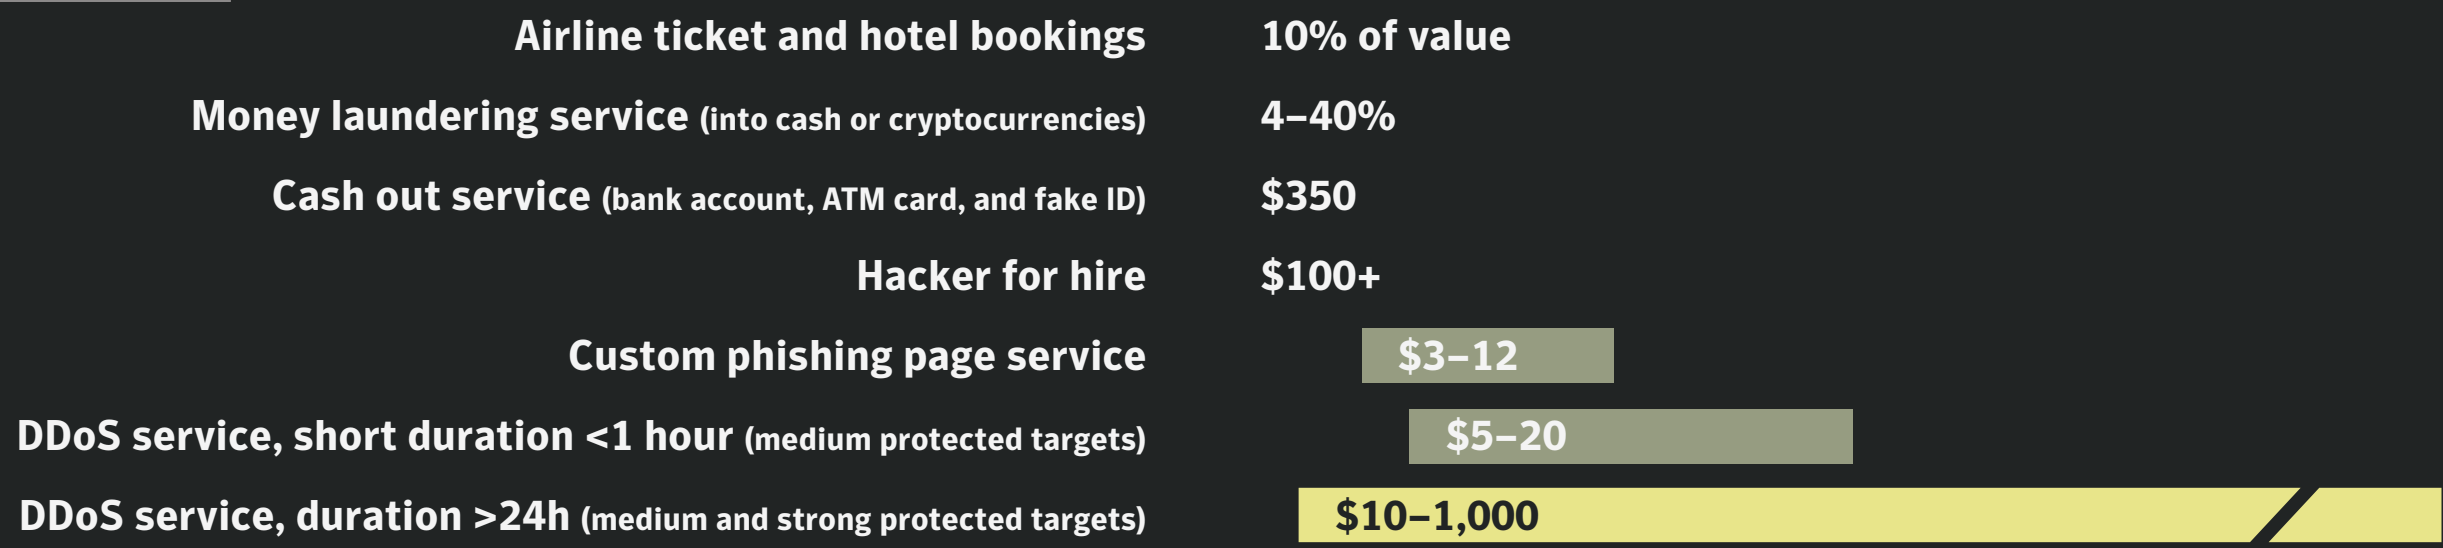 Airline ticket and hotel bookings 10% of value
Money laundering service (into cash or cryptocurrencies) 4–40%
Cash out service (bank account, ATM card, and fake ID) $350
Hacker for hire $100+
Custom phishing page service $3–12
DDoS service, short duration <1 hour (medium protected targets) $5–20
DDoS service, duration >24h (medium and strong protected targets) $10–1,000